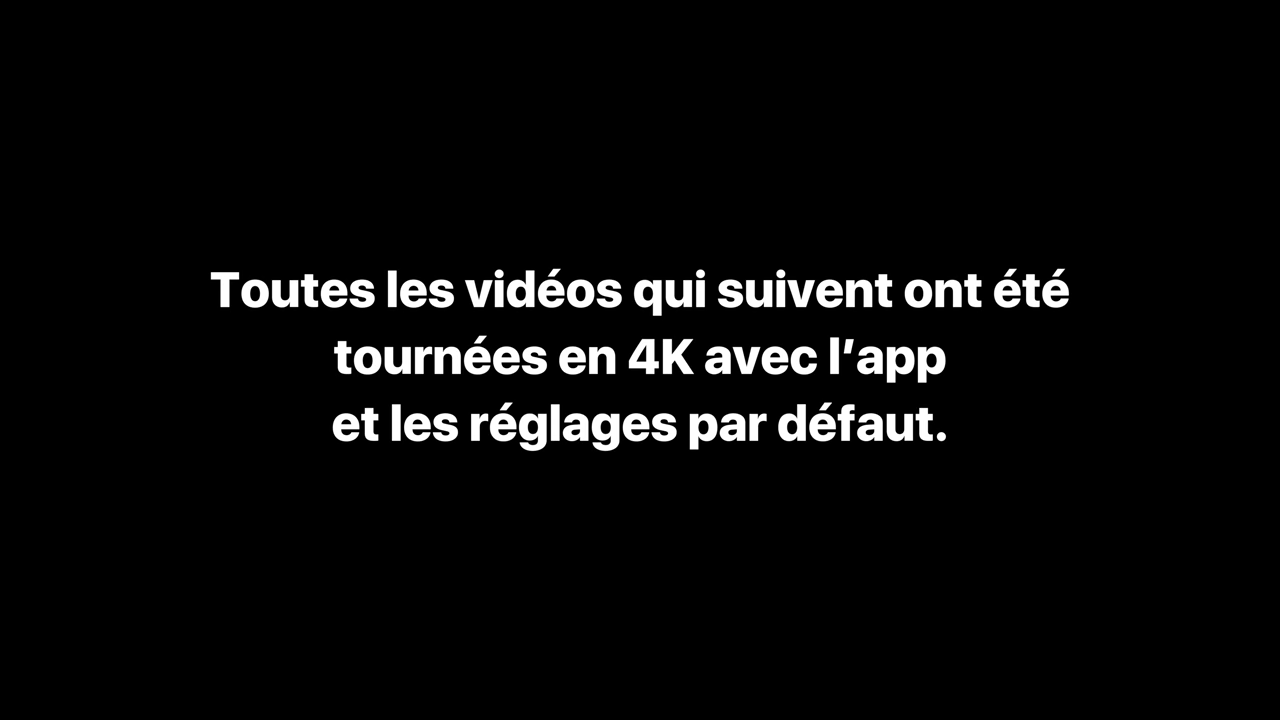 Toutes les vidéos qui suivent ont été
tournées en 4K avec l’app
et les réglages par défaut.